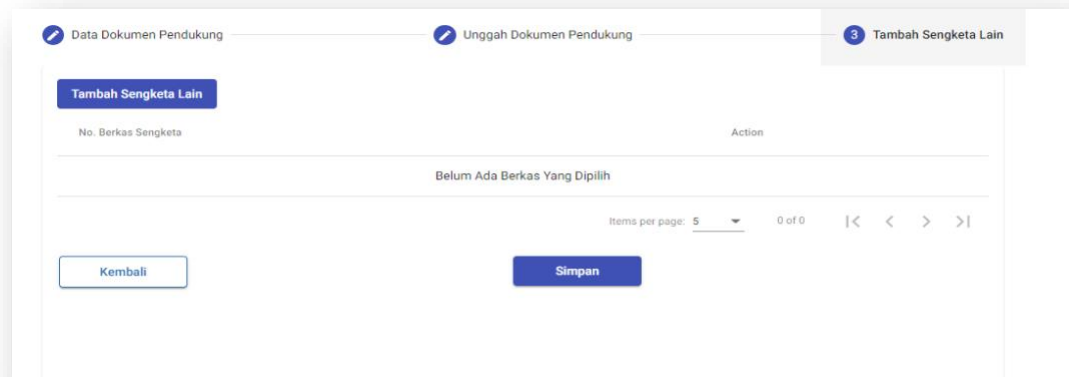 Data Dokumen Pendukung
Unggah Dokumen Pendukung
3 Tambah Sengketa Lain
Tambah Sengketa Lain
No. Berkas Sengketa Action
Belum Ada Berkas Yang Dipilih
Items per page: 5 0 of 0
Kembali Simpan